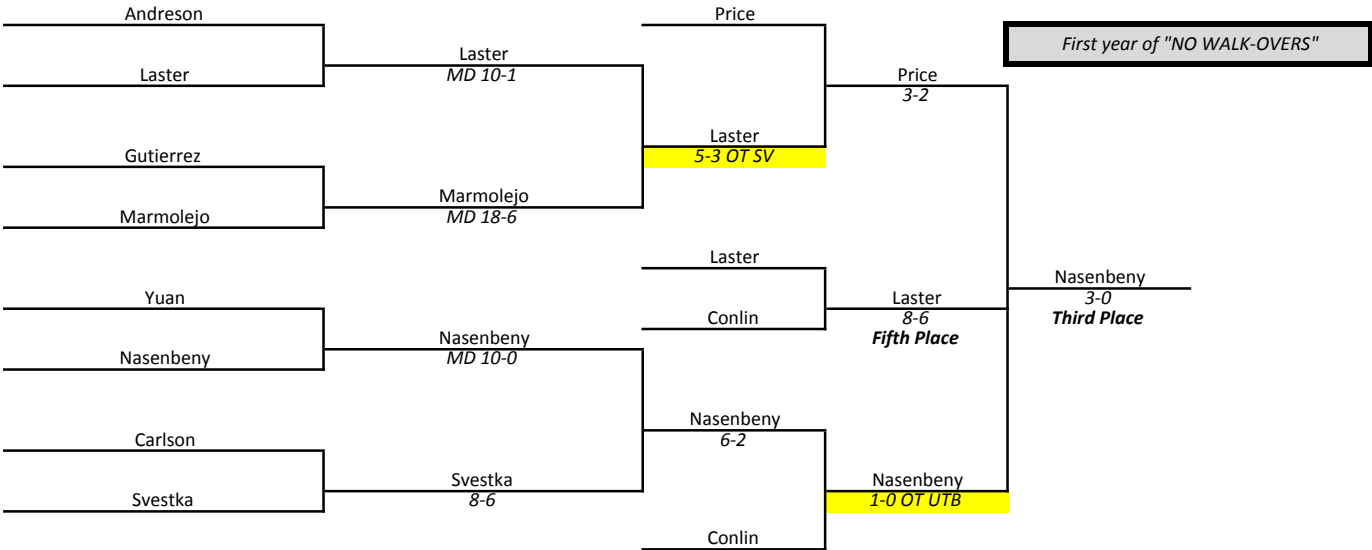 Andreson
Price
First year of "NO WALK-OVERS"
Laster
MD 10-1
Laster
Price
3-2
Laster
5-3 OT SV
Gutierrez
Marmolejo
MD 18-6
Marmolejo
Laster
Nasenbeny
3-0
Third Place
Yuan
Laster
8-6
Fifth Place
Conlin
Nasenbeny
MD 10-0
Nasenbeny
Nasenbeny
6-2
Carlson
Svestka
8-6
Nasenbeny
1-0 OT UTB
Svestka
Conlin